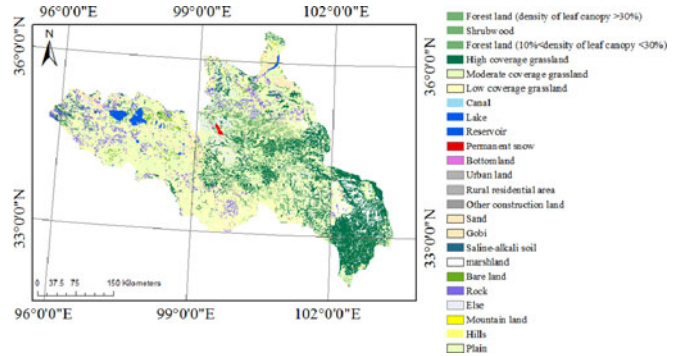 96°0'0"E 99°0'0"E 102°0'0"E
36°0'0"N
36°0'0"N
N
33°0'0"N
33°0'0"N
0 37.5 75 150 Kilometers
96°0'0"E 99°0'0"E 102°0'0"E
Forest land (density of leaf canopy >30%)
Shrubwood
Forest land (10%<density of leaf canopy <30%)
High coverage grassland
Moderate coverage grassland
Low coverage grassland
Canal
Lake
Reservoir
Permanent snow
Bottomland
Urban land
Rural residential area
Other construction land
Sand
Gobi
Saline-alkali soil
marshland
Bare land
Rock
Else
Mountain land
Hills
Plain